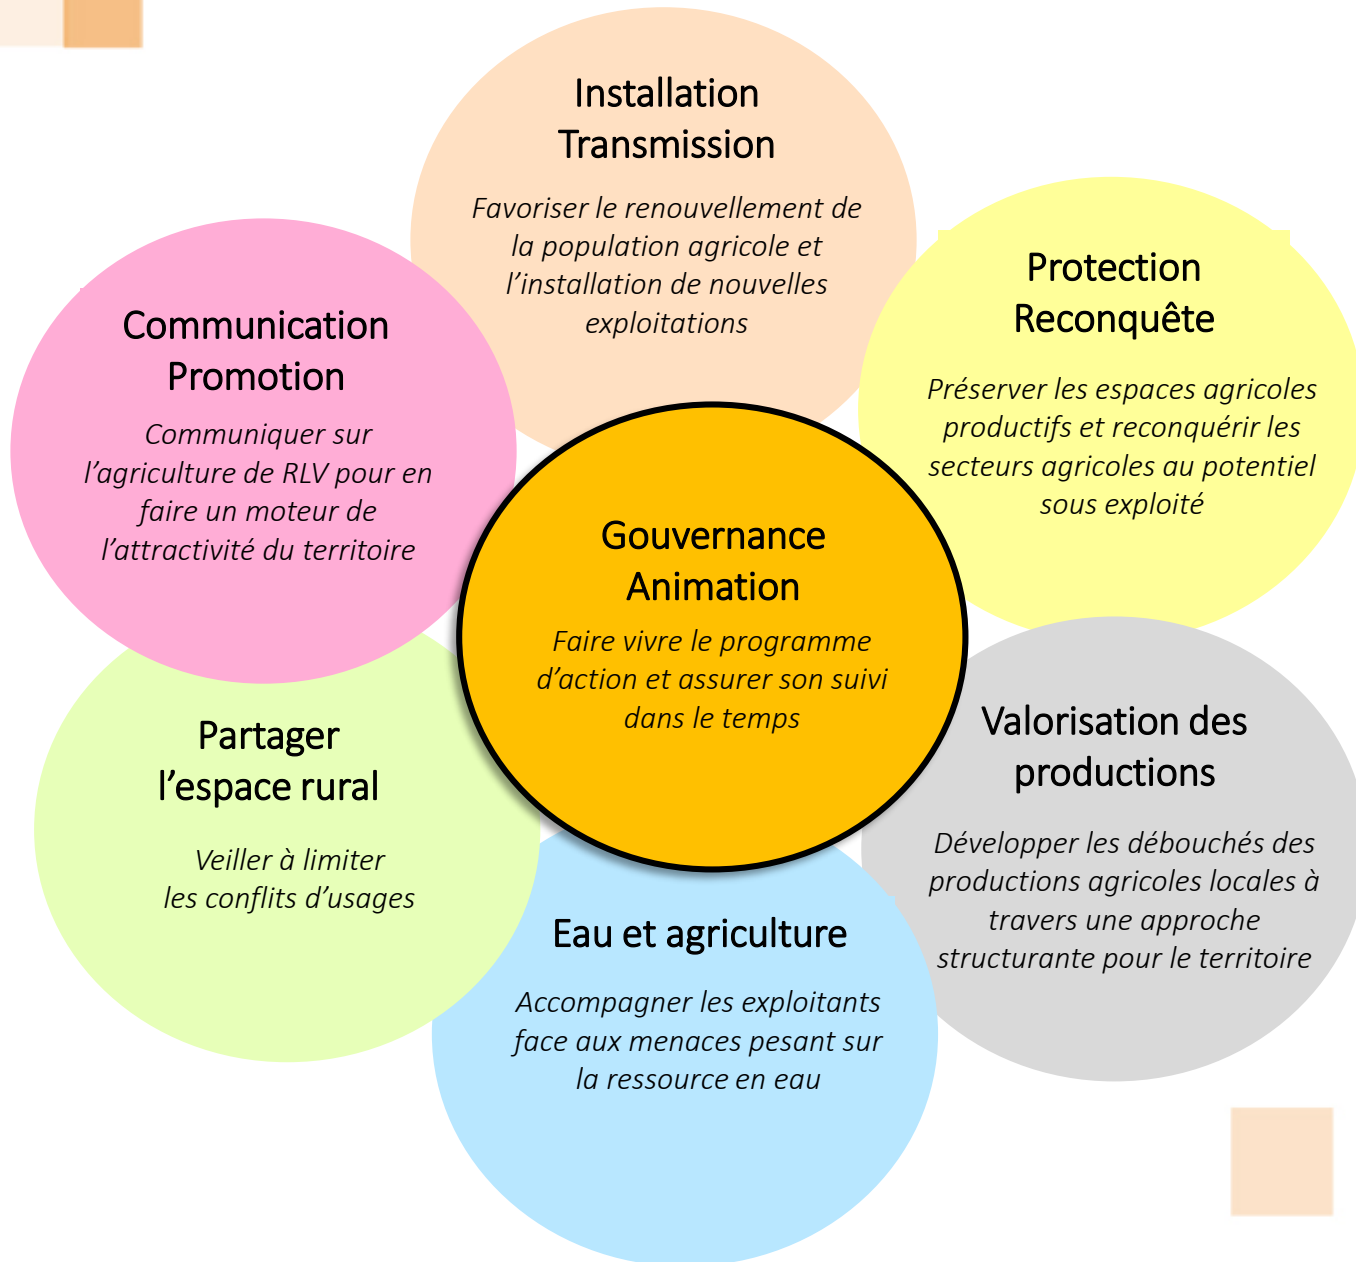 Installation
Transmission
Favoriser le renouvellement de
la population agricole et
l’installation de nouvelles
exploitations
Protection
Reconquête
Préserver les espaces agricoles
productifs et reconquérir les
secteurs agricoles au potentiel
sous exploité
Communication
Promotion
Communiquer sur
l’agriculture de RLV pour en
faire un moteur de
l’attractivité du territoire
Gouvernance
Animation
Faire vivre le programme
d’action et assurer son suivi
dans le temps
Partager
l’espace rural
Veiller à limiter
les conflits d’usages
Valorisation des
productions
Développer les débouchés des
productions agricoles locales à
travers une approche
structurante pour le territoire
Eau et agriculture
Accompagner les exploitants
face aux menaces pesant sur
la ressource en eau